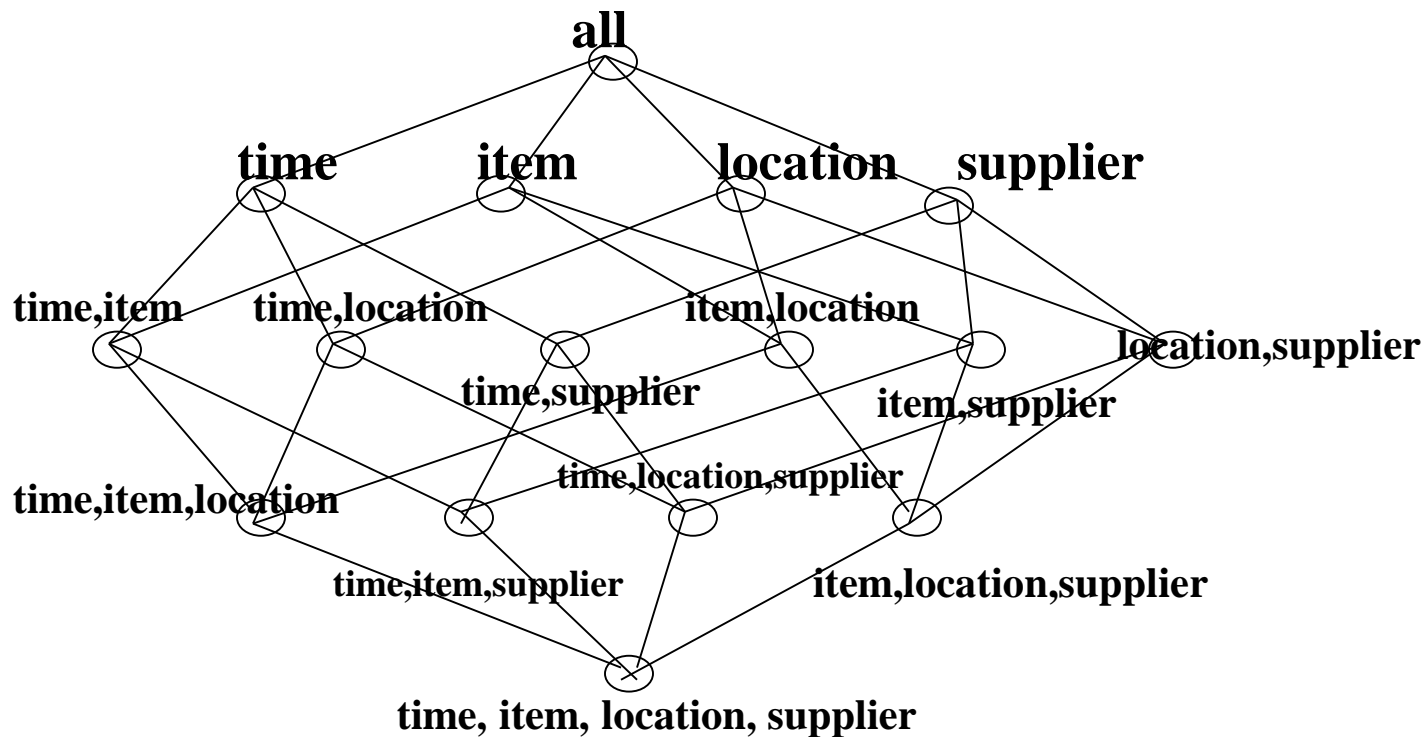 all
time
item
location
supplier
time,item
time,location
item,location
location,supplier
time,supplier
item,supplier
time,location,supplier
time,item,location
time,item,supplier
item,location,supplier
time, item, location, supplier